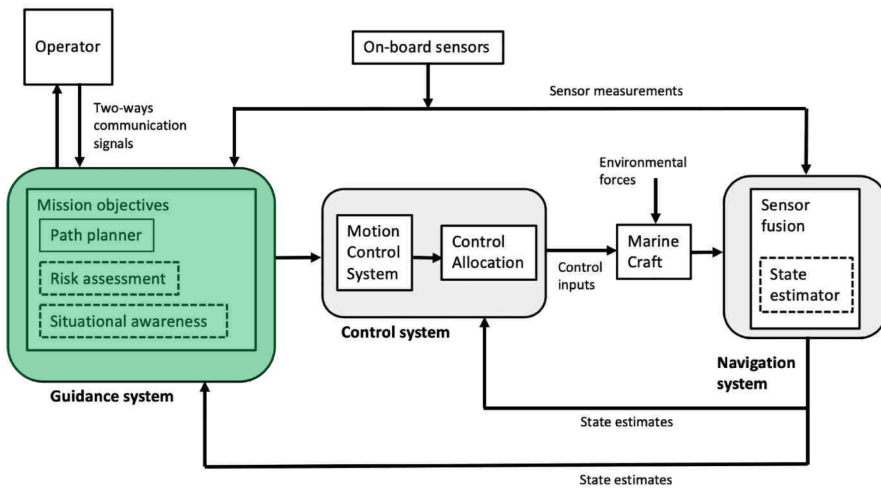 Operator
On-board sensors
Two-ways
communication
signals
Sensor measurements
Environmental
forces
Mission objectives
Path planner
Risk assessment
Situational awareness
Guidance system
Motion
Control
System
Control
Allocation
Control system
Control
inputs
Marine
Craft
Sensor
fusion
State
estimator
Navigation
system
State estimates
State estimates